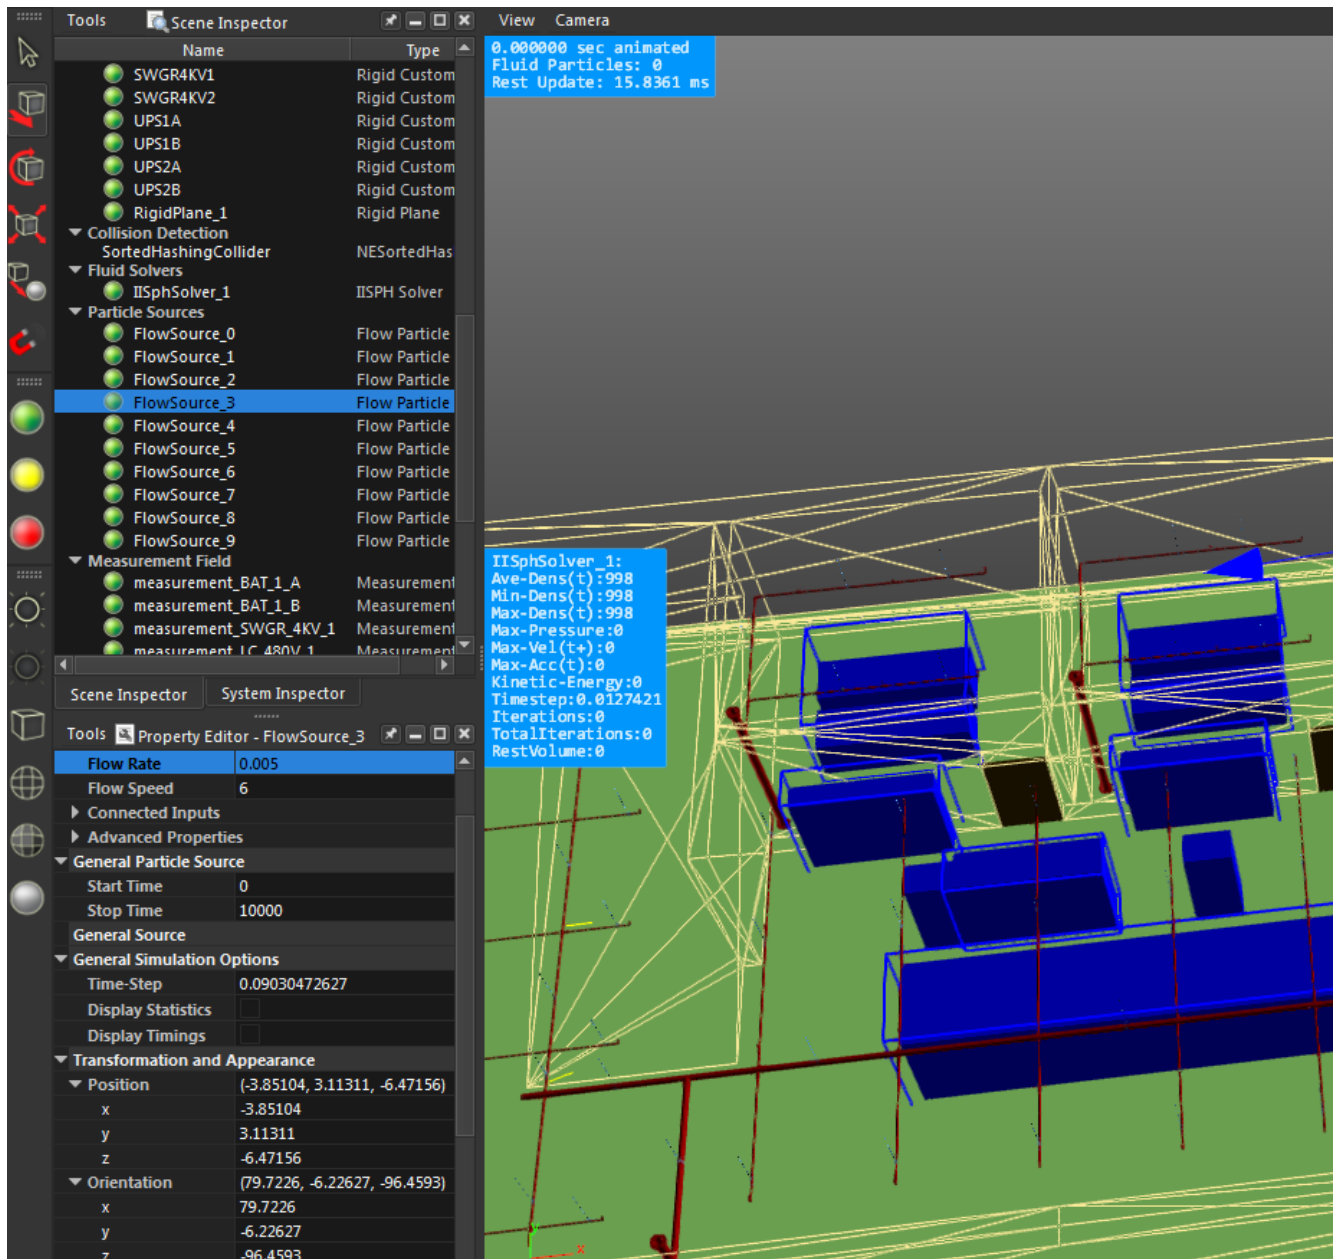 Tools Scene Inspector
Name Type
SWGR4KV1 Rigid Custom
SWGR4KV2 Rigid Custom
UPS1A Rigid Custom
UPS1B Rigid Custom
UPS2A Rigid Custom
UPS2B Rigid Custom
RigidPlane_1 Rigid Plane
Collision Detection
SortedHashingCollider NESortedHas
Fluid Solvers
IISphSolver_1 IISPH Solver
Particle Sources
FlowSource_0 Flow Particle
FlowSource_1 Flow Particle
FlowSource_2 Flow Particle
FlowSource_3 Flow Particle
FlowSource_4 Flow Particle
FlowSource_5 Flow Particle
FlowSource_6 Flow Particle
FlowSource_7 Flow Particle
FlowSource_8 Flow Particle
FlowSource_9 Flow Particle
Measurement Field
measurement_BAT_1_A Measurement
measurement_BAT_1_B Measurement
measurement_SWGR_4KV_1 Measurement
measurement_LC_480V_1 Measurement
Scene Inspector System Inspector
Tools Property Editor - FlowSource_3
Flow Rate 0.005
Flow Speed 6
Connected Inputs
Advanced Properties
General Particle Source
Start Time 0
Stop Time 10000
General Source
General Simulation Options
Time-Step 0.09030472627
Display Statistics
Display Timings
Transformation and Appearance
Position (-3.85104, 3.11311, -6.47156)
x -3.85104
y 3.11311
z -6.47156
Orientation (79.7226, -6.22627, -96.4593)
x 79.7226
y -6.22627
z -96.4593
View Camera
0.000000 sec animated
Fluid Particles: 0
Rest Update: 15.8361 ms
IISphSolver_1:
Ave-Dens(t):998
Min-Dens(t):998
Max-Dens(t):998
Max-Pressure:0
Max-Vel(t+):0
Max-Acc(t):0
Kinetic-Energy:0
Timestep:0.0127421
Iterations:0
TotalIterations:0
RestVolume:0
y
x